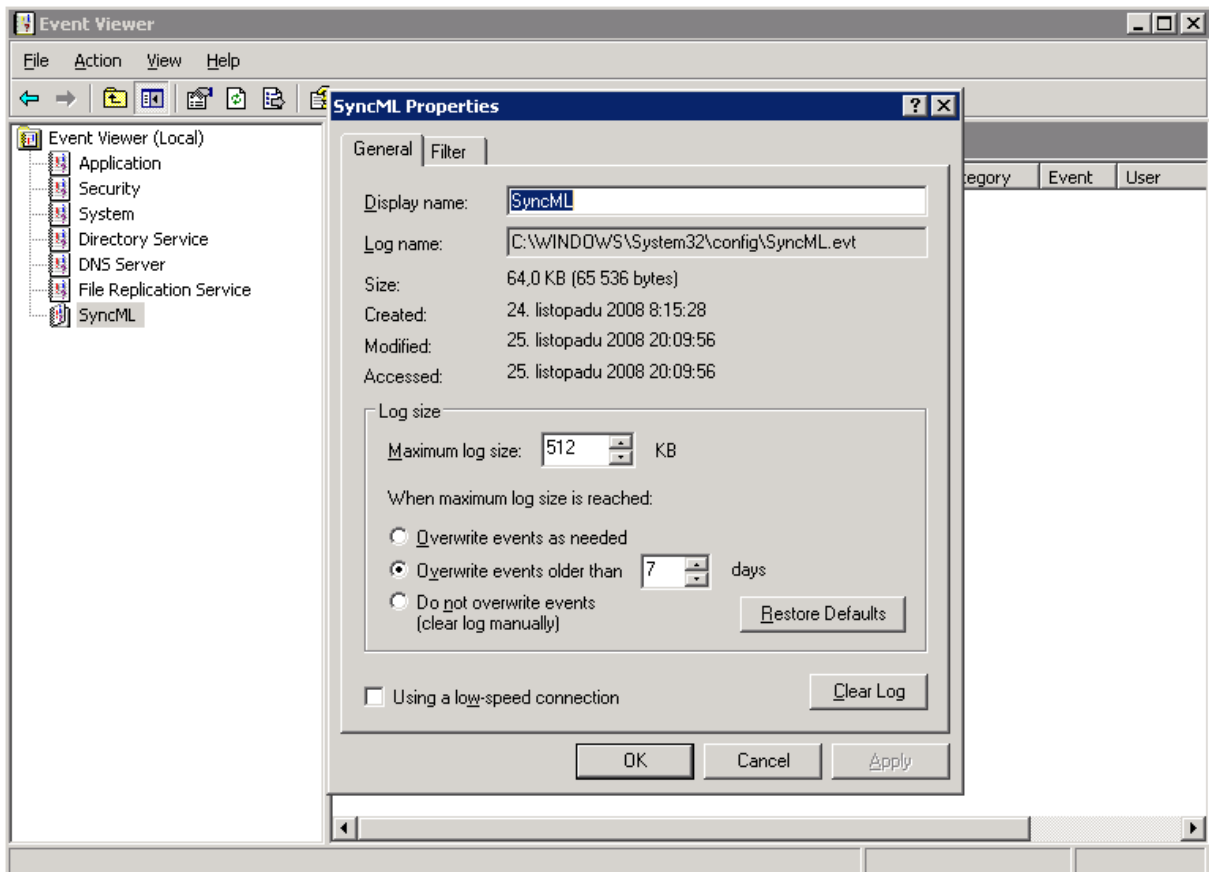 Event Viewer
File Action View Help
SyncML Properties
Event Viewer (Local)
Application
Security
System
Directory Service
DNS Server
File Replication Service
SyncML
General Filter
Event User
Display name: SyncML
Log name: C:\WINDOWS\System32\config\SyncML.evt
Size: 64,0 KB (65 536 bytes)
Created: 24. listopadu 2008 8:15:28
Modified: 25. listopadu 2008 20:09:56
Accessed: 25. listopadu 2008 20:09:56
Log size
Maximum log size: 512 KB
When maximum log size is reached:
Overwrite events as needed
Overwrite events older than 7 days
Do not overwrite events
(clear log manually)
Restore Defaults
Using a low-speed connection
Clear Log
OK Cancel Apply